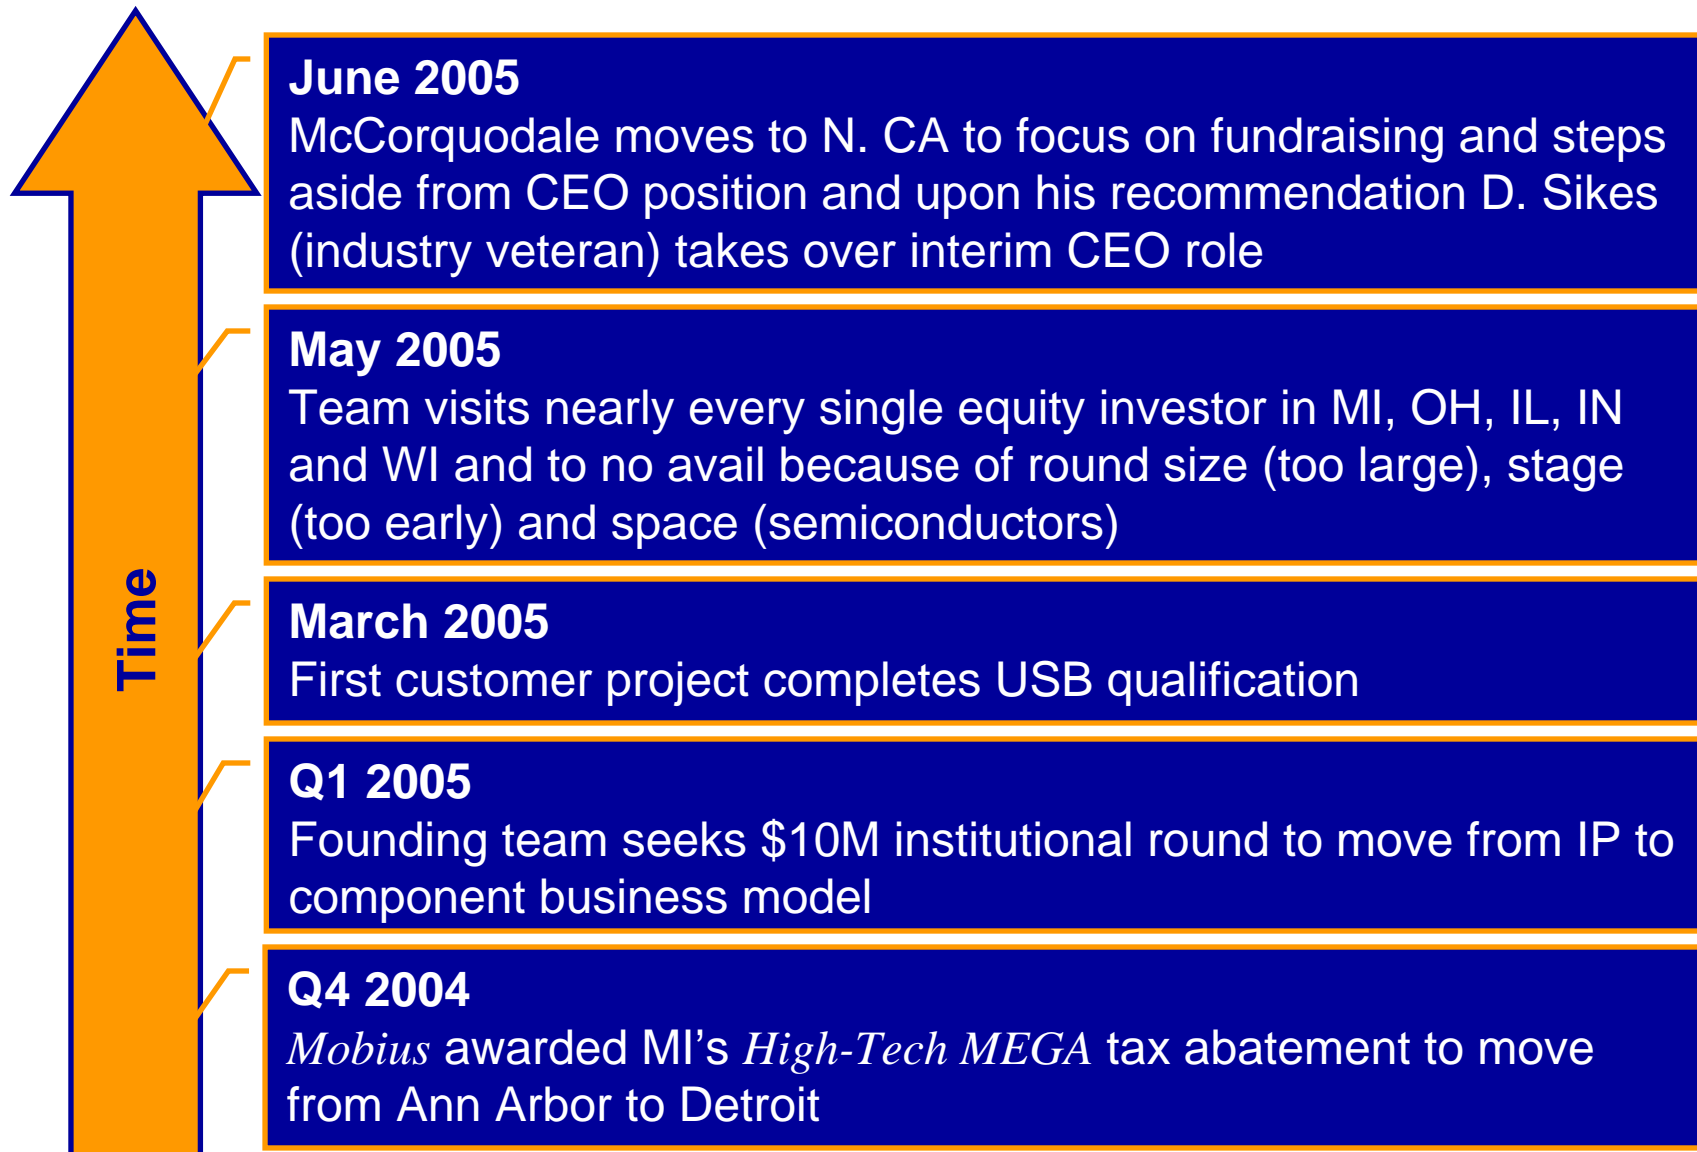 June 2005
McCorquodale moves to N. CA to focus on fundraising and steps
aside from CEO position and upon his recommendation D. Sikes
(industry veteran) takes over interim CEO role
May 2005
Team visits nearly every single equity investor in MI, OH, IL, IN
and WI and to no avail because of round size (too large), stage
(too early) and space (semiconductors)
Time
March 2005
First customer project completes USB qualification
Q1 2005
Founding team seeks $10M institutional round to move from IP to
component business model
Q4 2004
Mobius awarded MI's High-Tech MEGA tax abatement to move
from Ann Arbor to Detroit